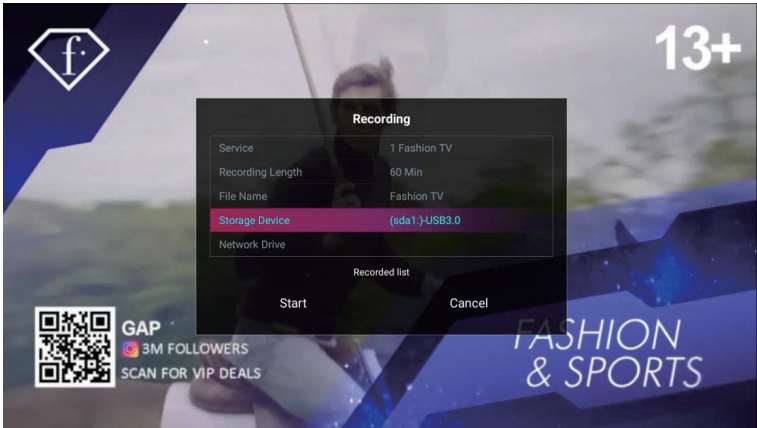 f
13+
Recording
Service 1 Fashion TV
Recording Length 60 Min
File Name Fashion TV
Storage Device (sda1:)-USB3.0
Network Drive
Recorded list
Start Cancel
GAP
3M FOLLOWERS
SCAN FOR VIP DEALS
FASHION
& SPORTS